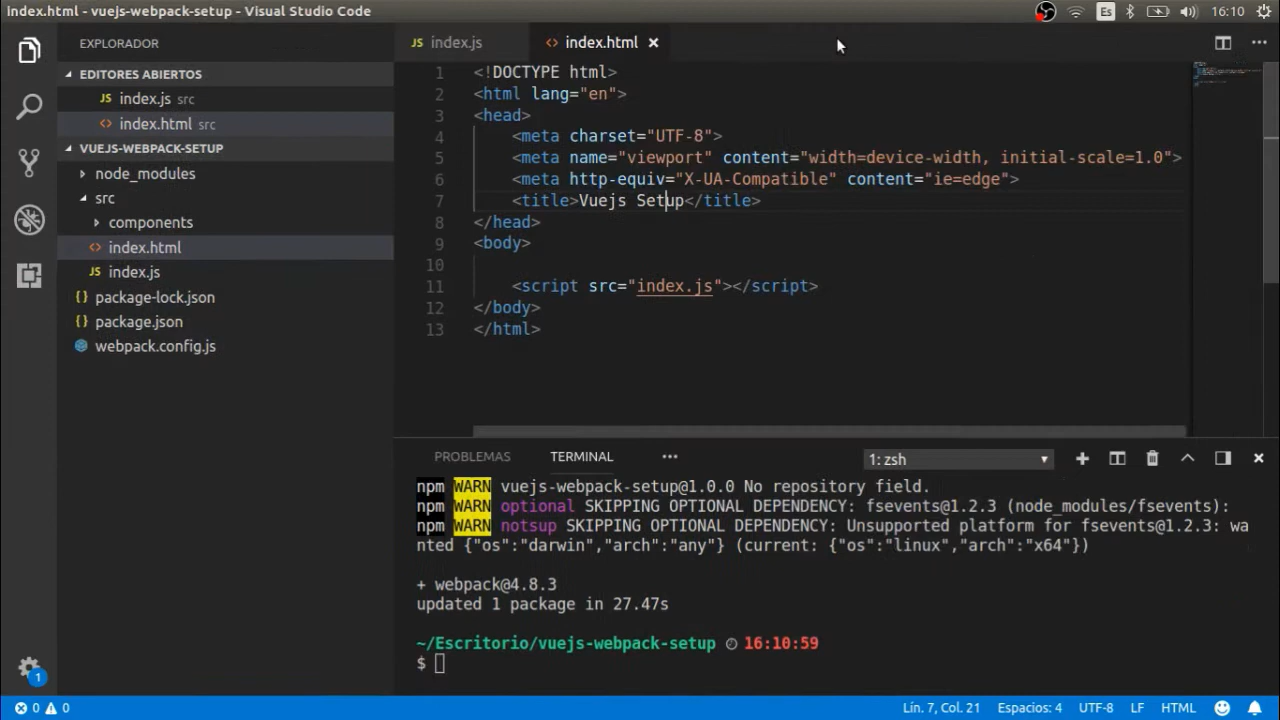 index.html - vuejs-webpack-setup - Visual Studio Code
Es
16:10
EXPLORADOR
EDITORES ABIERTOS
JS index.js src
<> index.html src
VUEJS-WEBPACK-SETUP
node_modules
src
components
<> index.html
JS index.js
{} package-lock.json
{} package.json
webpack.config.js
1
JS index.js
<> index.html
1 <!DOCTYPE html>
2 <html lang="en">
3 <head>
4 <meta charset="UTF-8">
5 <meta name="viewport" content="width=device-width, initial-scale=1.0">
6 <meta http-equiv="X-UA-Compatible" content="ie=edge">
7 <title>Vuejs Setup</title>
8 </head>
9 <body>
10
11 <script src="index.js"></script>
12 </body>
13 </html>
PROBLEMAS TERMINAL ••• 1: zsh
npm WARN vuejs-webpack-setup@1.0.0 No repository field.
npm WARN optional SKIPPING OPTIONAL DEPENDENCY: fsevents@1.2.3 (node_modules/fsevents):
npm WARN notsup SKIPPING OPTIONAL DEPENDENCY: Unsupported platform for fsevents@1.2.3: wa
nted {"os":"darwin","arch":"any"} (current: {"os":"linux","arch":"x64"})
+ webpack@4.8.3
updated 1 package in 27.47s
~/Escritorio/vuejs-webpack-setup 16:10:59
$
0 0 Lín. 7, Col. 21 Espacios: 4 UTF-8 LF HTML